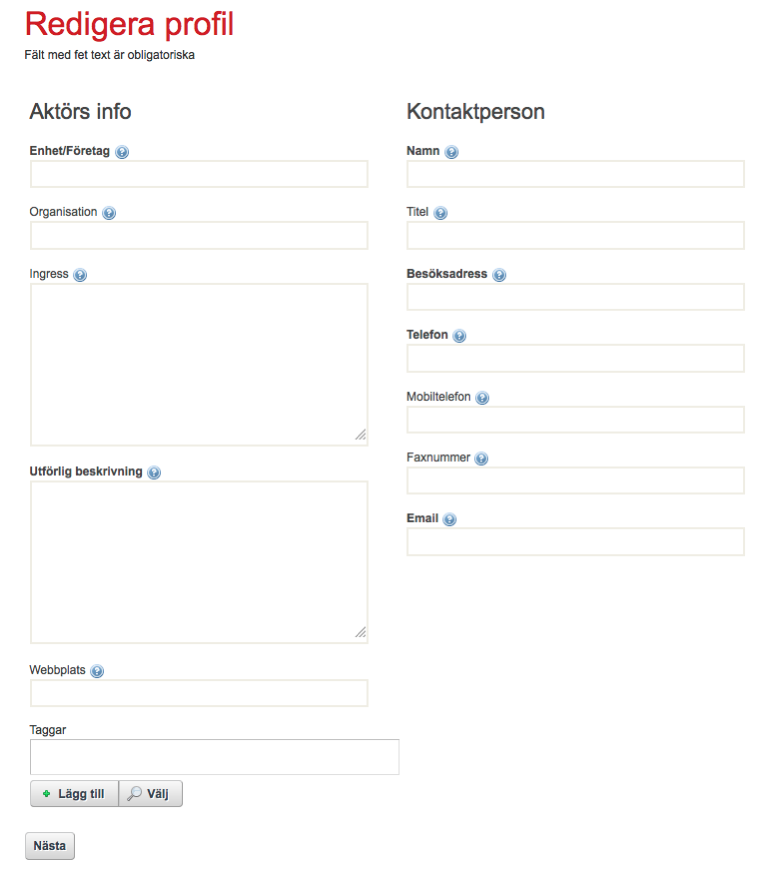 Redigera profil
Fält med fet text är obligatoriska
Aktörs info
Enhet/Företag
Organisation
Ingress
Utförlig beskrivning
Webbplats
Taggar
Lägg till
Välj
Nästa
Kontaktperson
Namn
Titel
Besöksadress
Telefon
Mobiltelefon
Faxnummer
Email